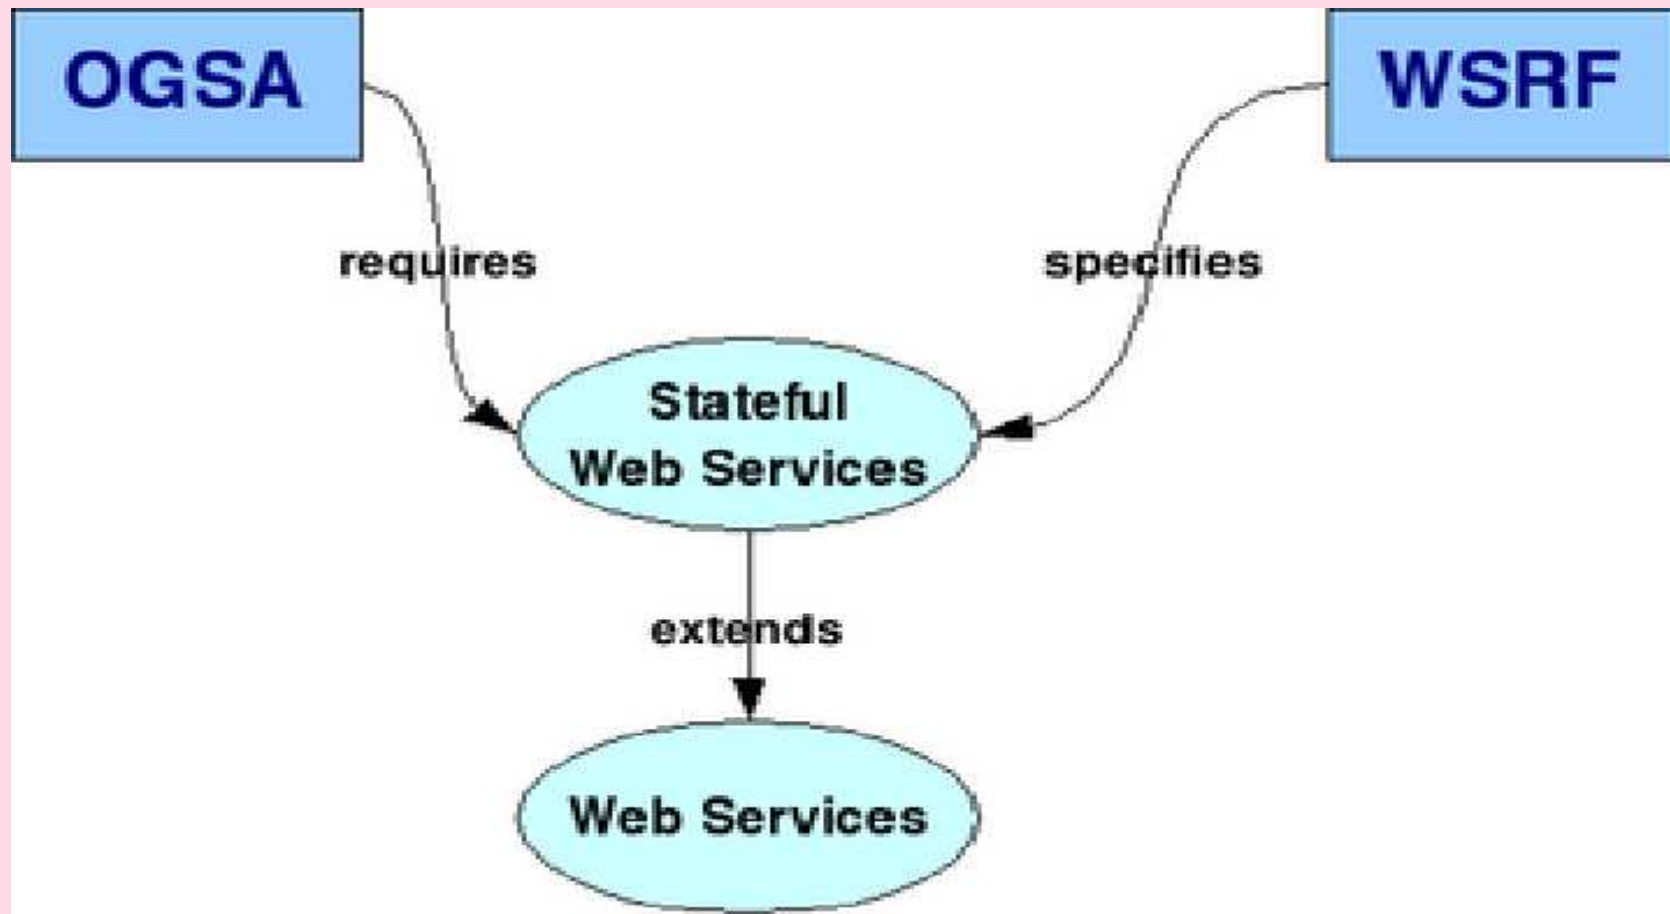 OGSA
WSRF
requires
specifies
Stateful
Web Services
extends
Web Services